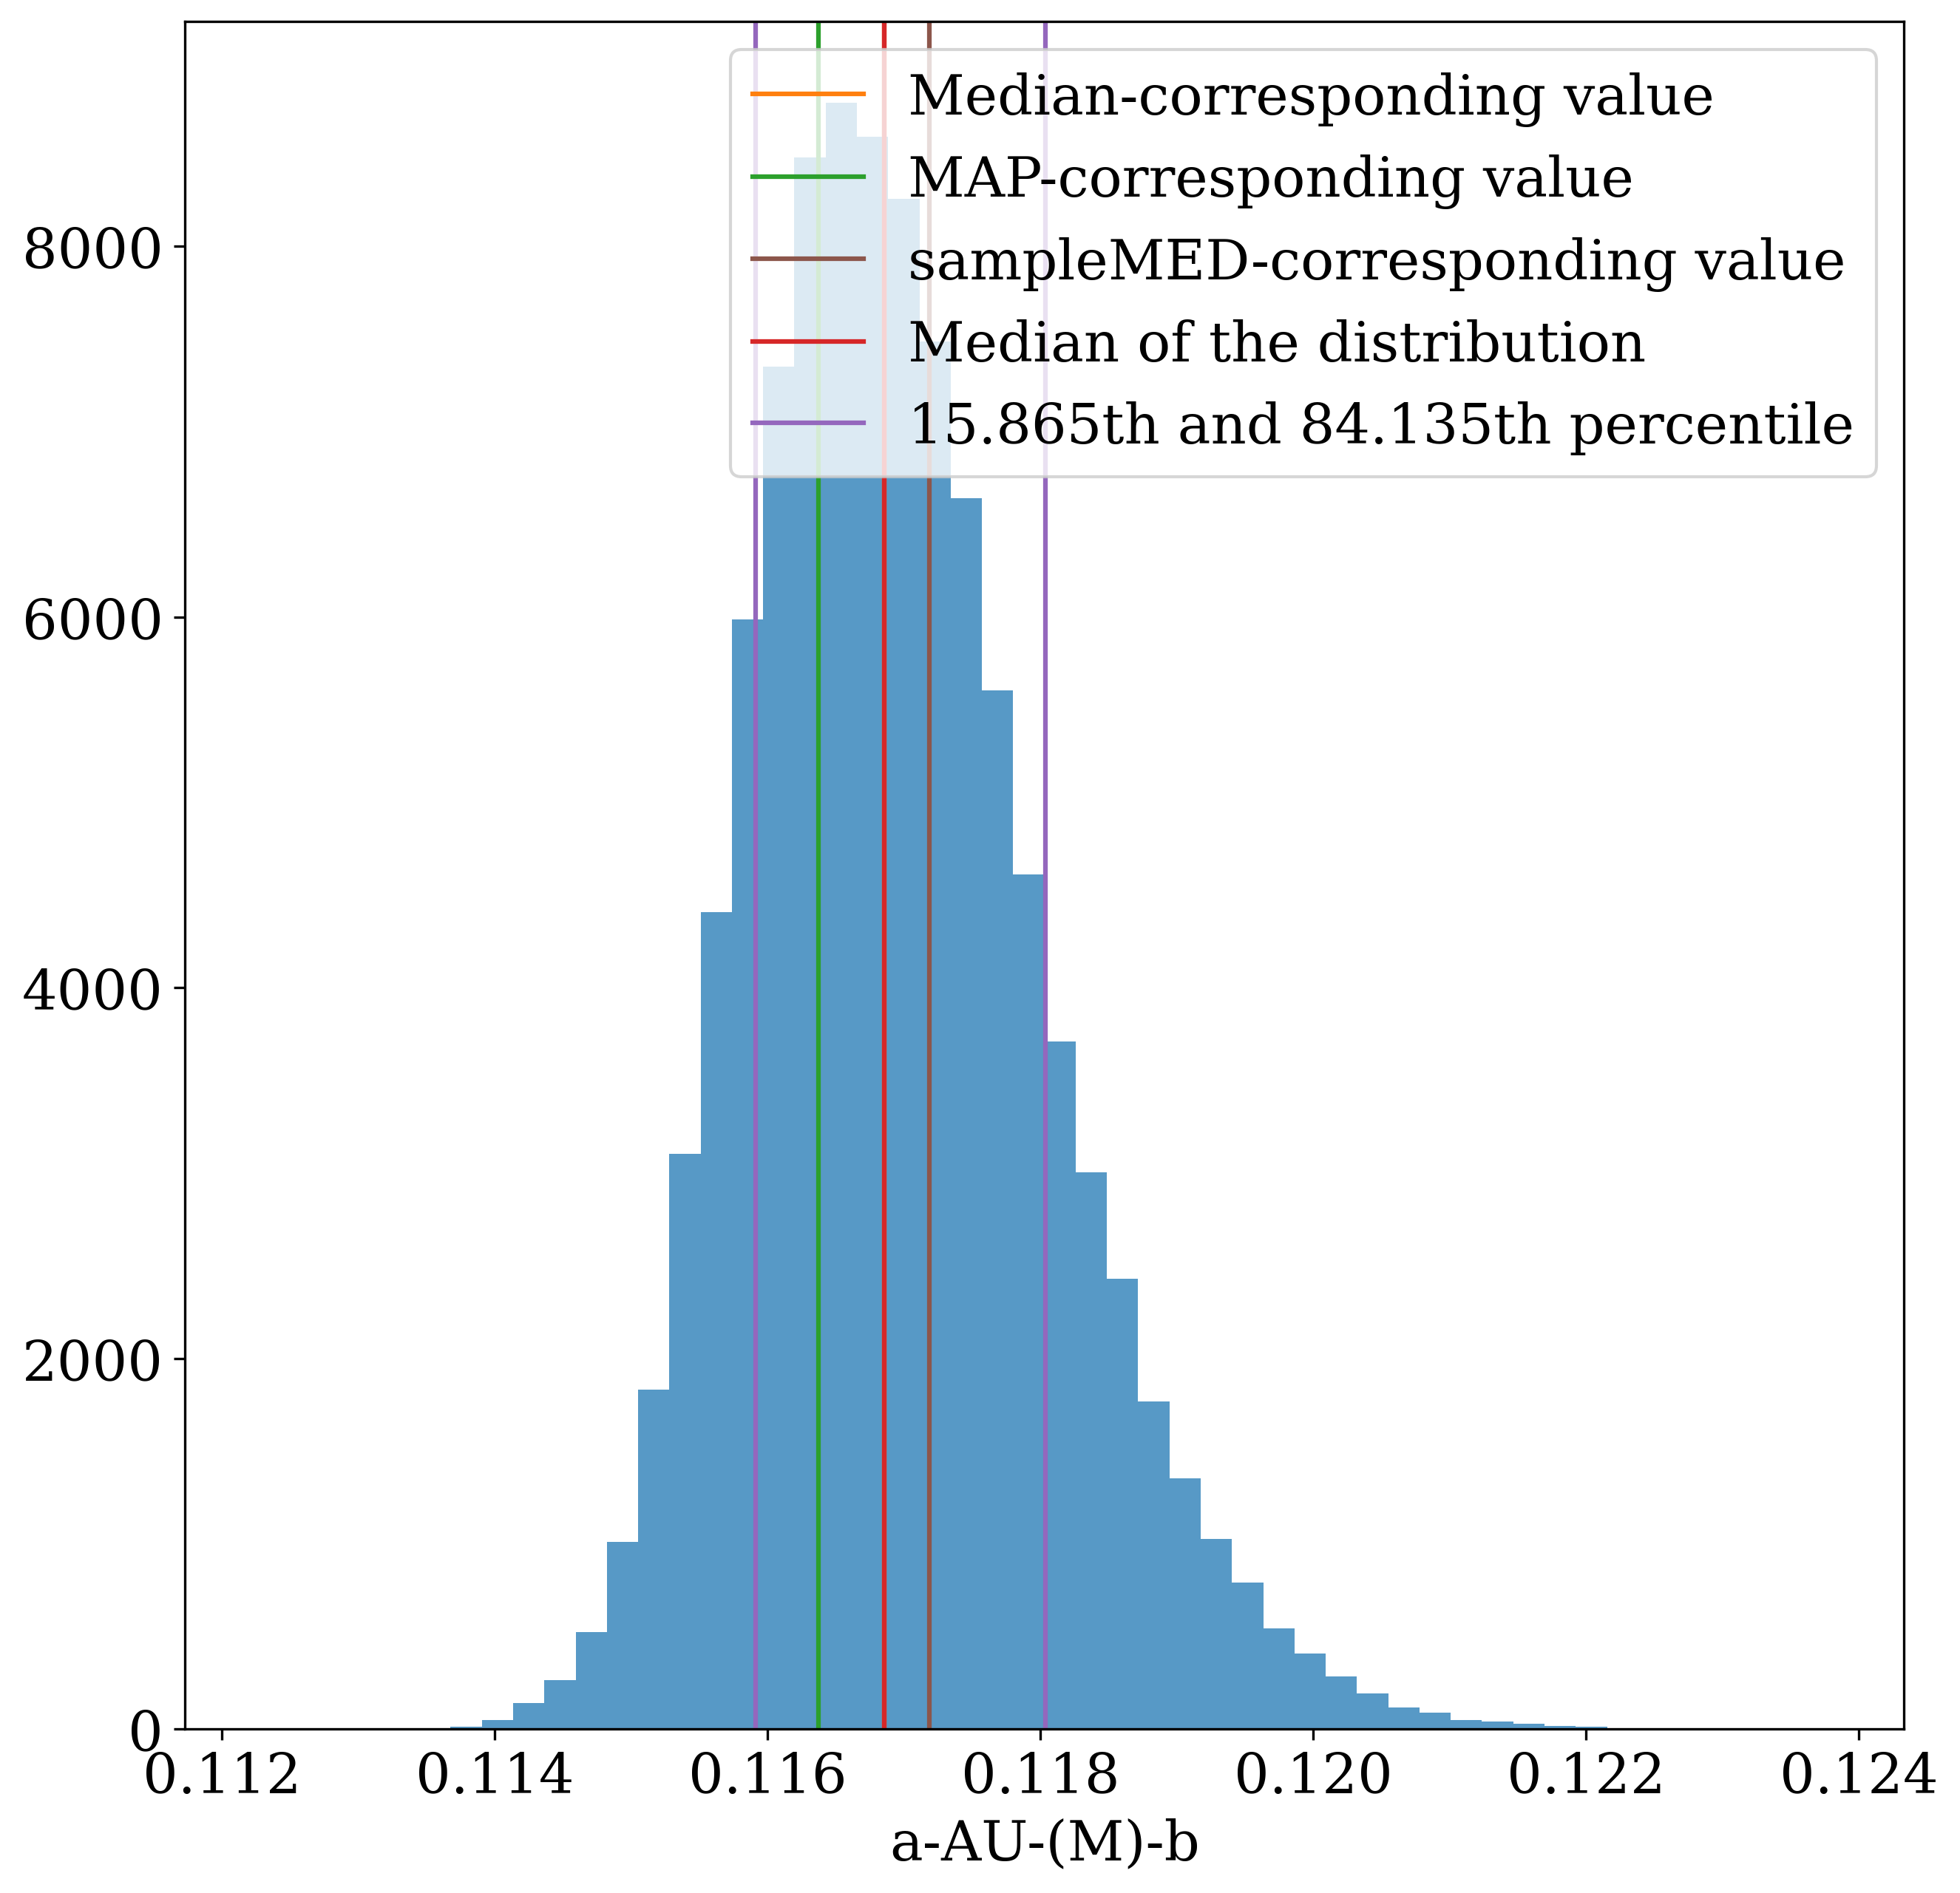 Median-corresponding value
MAP-corresponding value
sampleMED-corresponding value
Median of the distribution
15.865th and 84.135th percentile
8000
6000
4000
2000
0
0.112 0.114 0.116 0.118 0.120 0.122 0.124
a-AU-(M)-b